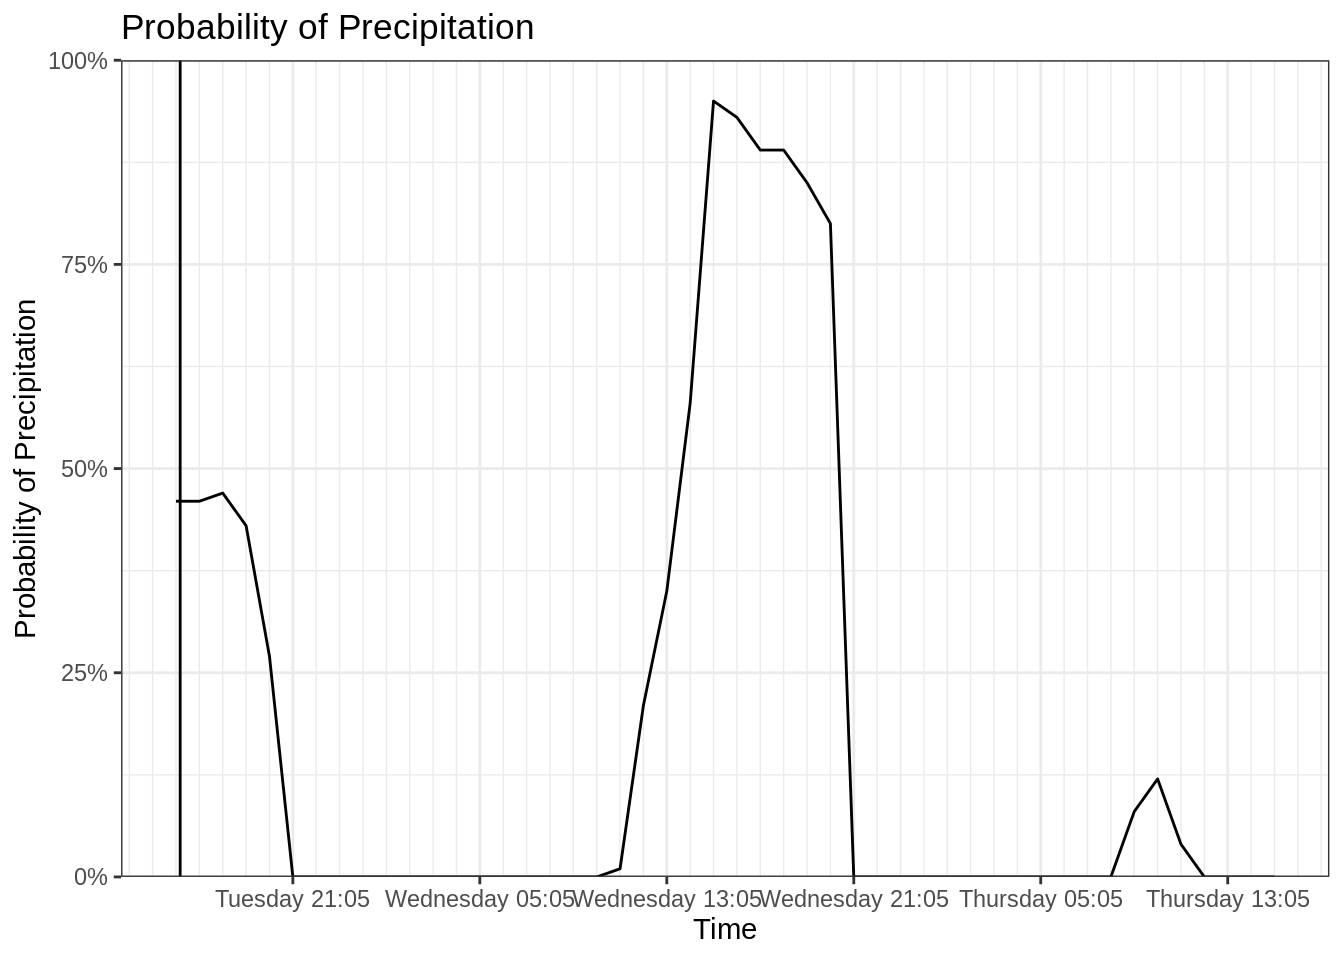 Probability of Precipitation
100%
75%
50%
25%
0%
Probability of Precipitation
Tuesday 21:05
Wednesday 05:05
Wednesday 13:05
Wednesday 21:05
Thursday 05:05
Thursday 13:05
Time